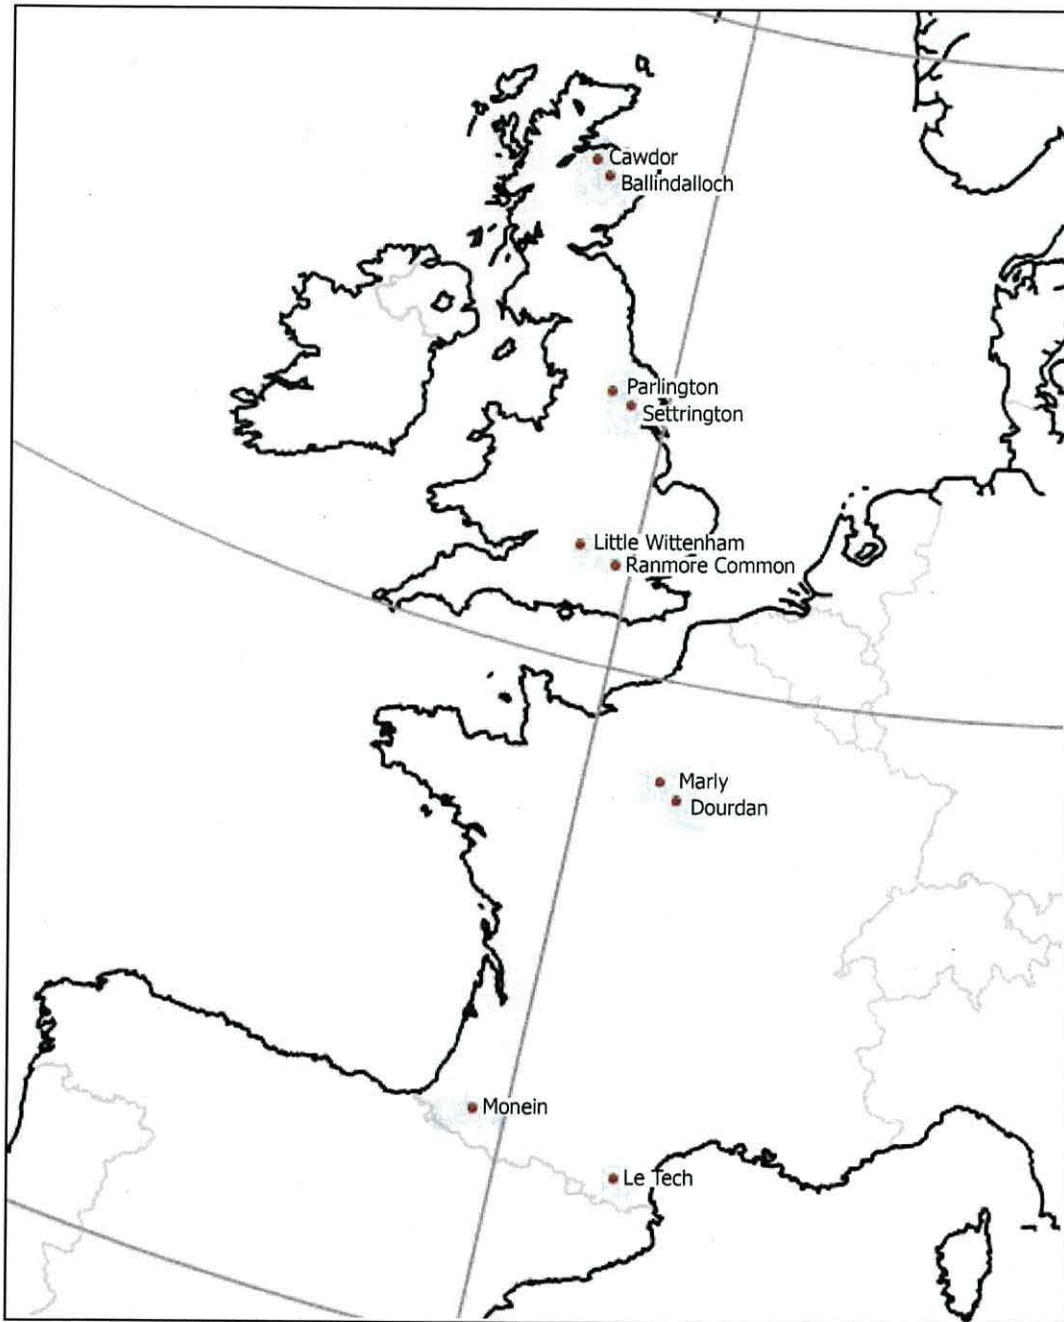 Cawdor
Ballindalloch
Parlington
Settrington
Little Wittenham
Ranmore Common
Marly
Dourdan
Monein
Le Tech